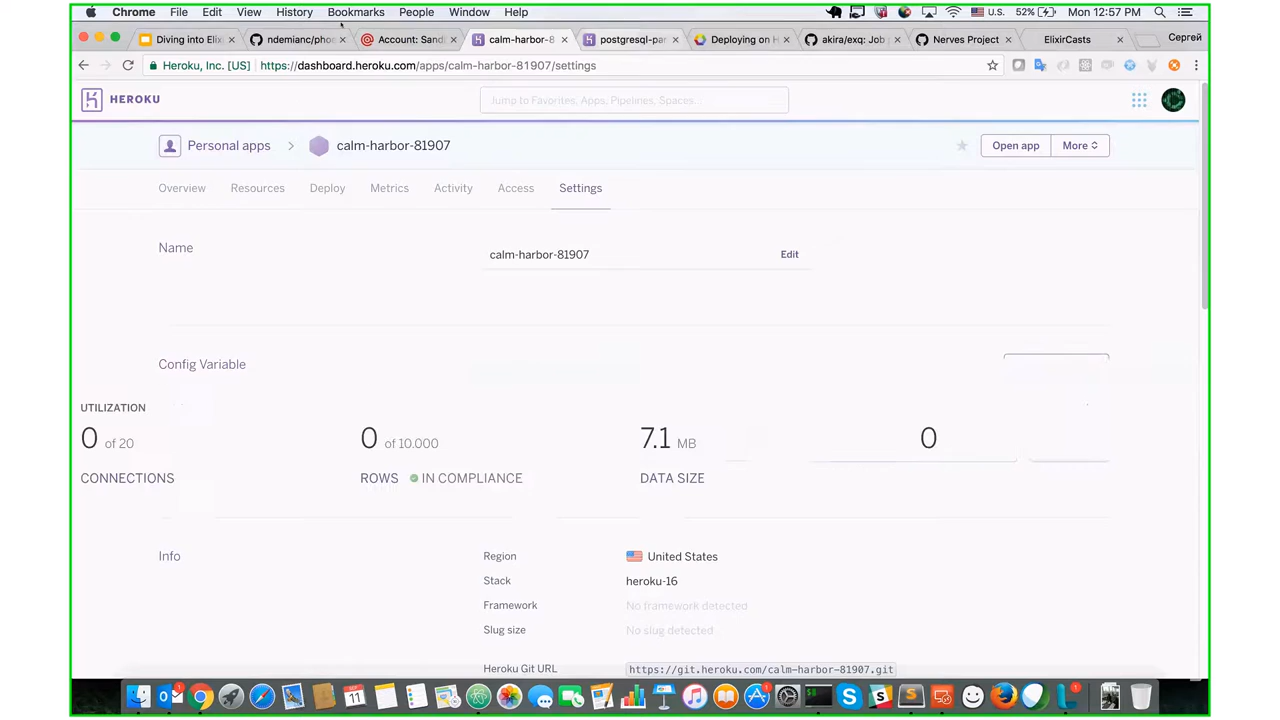 Chrome File Edit View History Bookmarks People Window Help U.S. 52% Mon 12:57 PM
Diving into Elix ndemianc/phoe Account: Sand calm-harbor-8 postgresql-par Deploying on H akira/exq: Job Nerves Project ElixirCasts Сергей
Heroku, Inc. [US] https://dashboard.heroku.com/apps/calm-harbor-81907/settings
HEROKU Jump to Favorites, Apps, Pipelines, Spaces...
Personal apps calm-harbor-81907 Open app More
Overview Resources Deploy Metrics Activity Access Settings
Name calm-harbor-81907 Edit
Config Variable
UTILIZATION
0 of 20 0 of 10.000 7.1 MB 0
CONNECTIONS ROWS IN COMPLIANCE DATA SIZE
Info Region United States
Stack heroku-16
Framework No framework detected
Slug size No slug detected
Heroku Git URL https://git.heroku.com/calm-harbor-81907.git